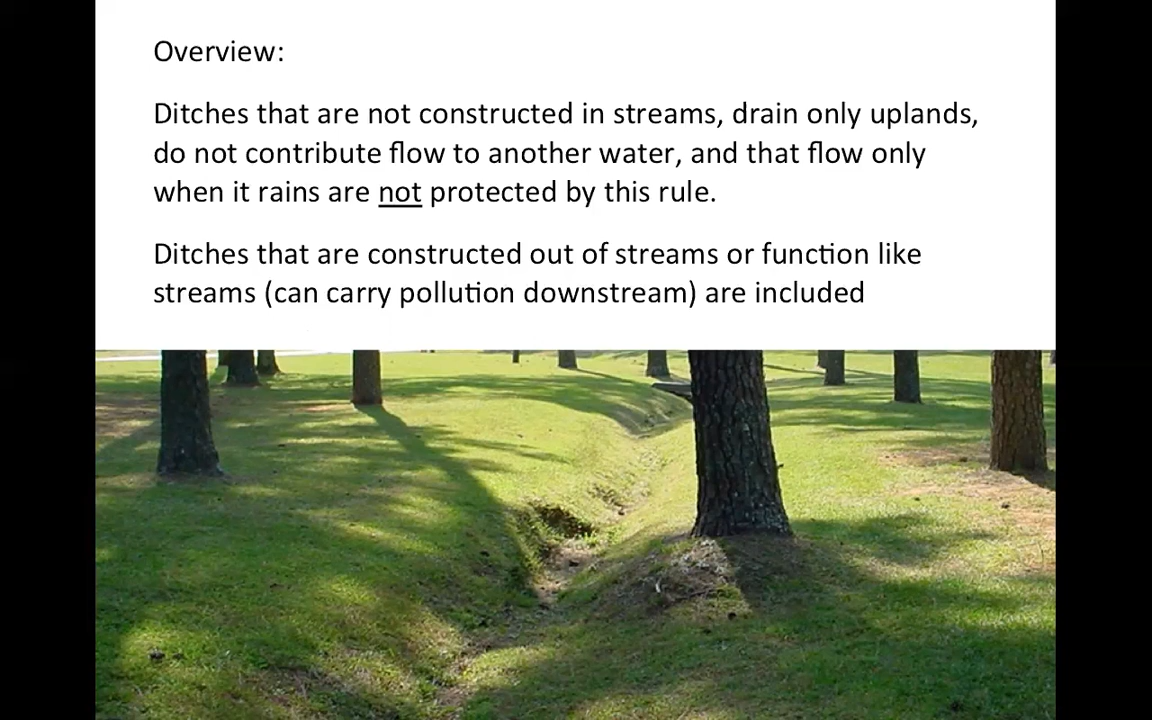 Overview:
Ditches that are not constructed in streams, drain only uplands,
do not contribute flow to another water, and that flow only
when it rains are not protected by this rule.
Ditches that are constructed out of streams or function like
streams (can carry pollution downstream) are included